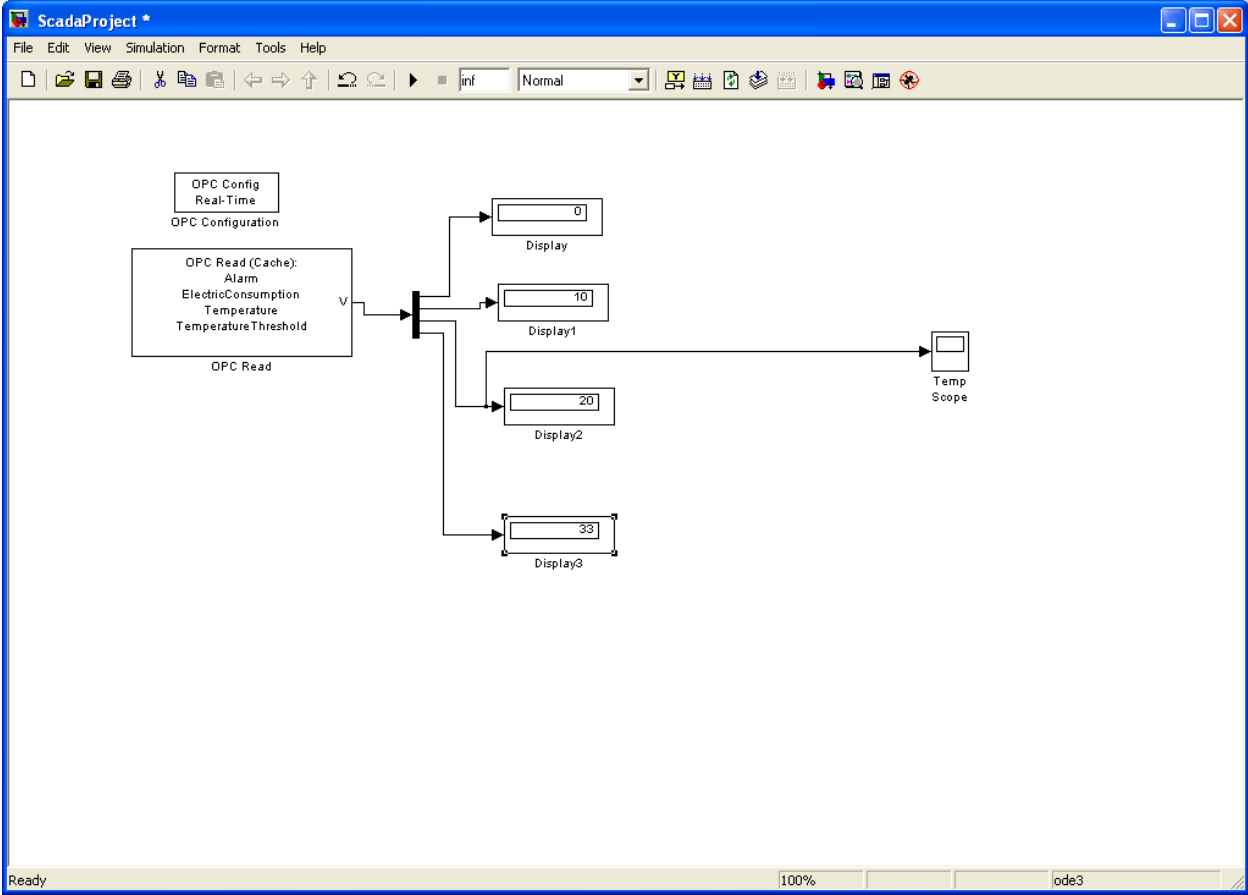 ScadaProject *
File Edit View Simulation Format Tools Help
inf Normal
OPC Config
Real-Time
OPC Configuration
OPC Read (Cache):
Alarm
ElectricConsumption
Temperature
TemperatureThreshold
V
OPC Read
0
Display
10
Display1
20
Display2
33
Display3
Temp
Scope
Ready 100% ode3